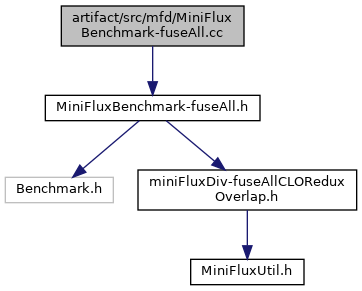 artifact/src/mfd/MiniFlux
Benchmark-fuseAll.cc
MiniFluxBenchmark-fuseAll.h
Benchmark.h
miniFluxDiv-fuseAllCLORedux
Overlap.h
MiniFluxUtil.h